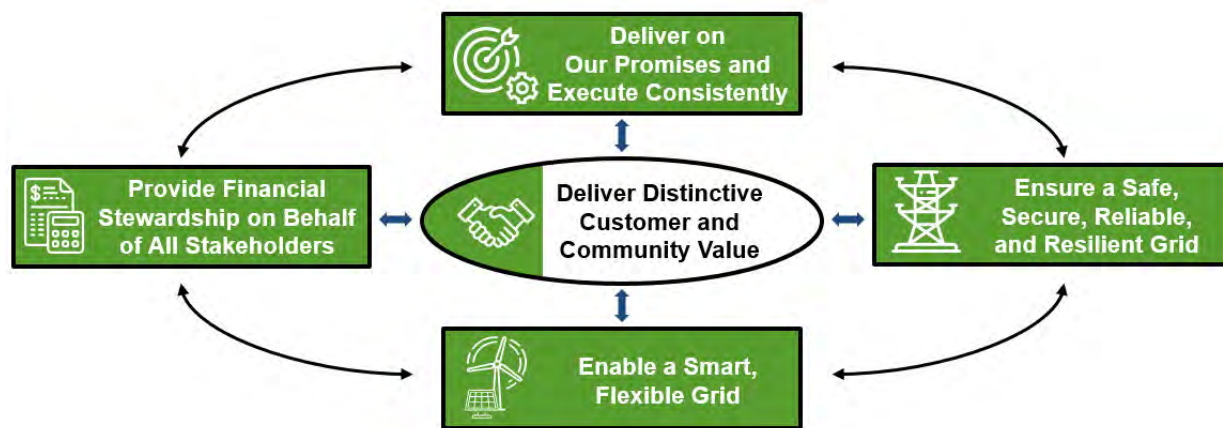 Deliver on
Our Promises and
Execute Consistently
$
Provide Financial
Stewardship on Behalf
of All Stakeholders
Deliver Distinctive
Customer and
Community Value
Ensure a Safe,
Secure, Reliable,
and Resilient Grid
Enable a Smart,
Flexible Grid